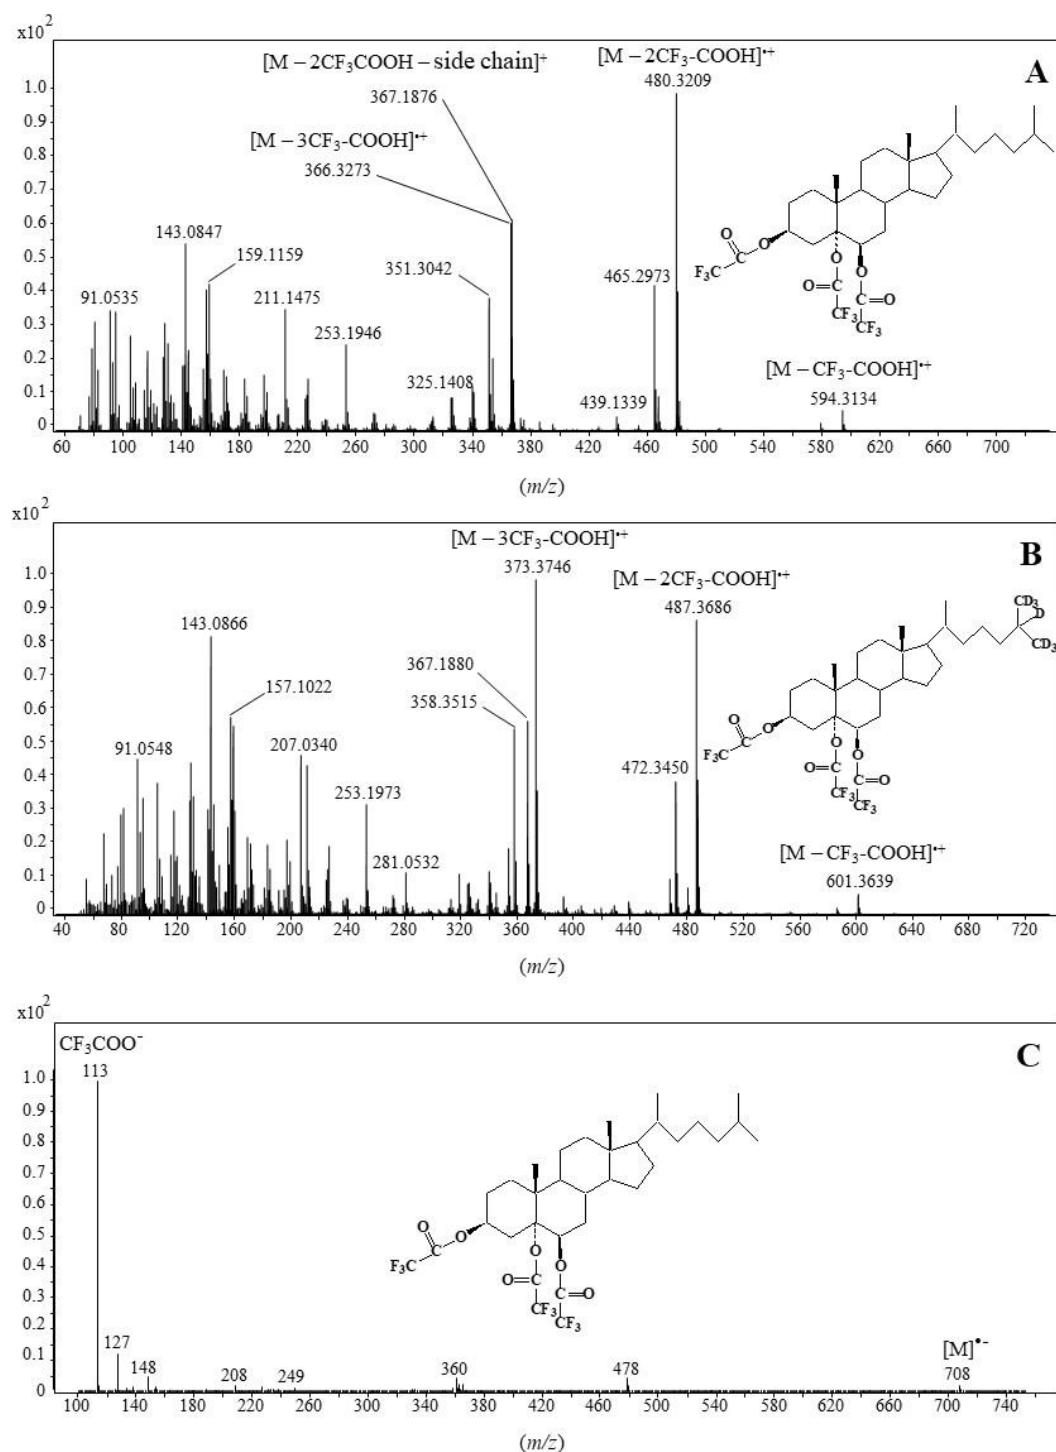 x10²
[M – 2CF₃COOH – side chain]⁺
[M – 2CF₃-COOH]•⁺
A
367.1876
480.3209
[M – 3CF₃-COOH]•⁺
366.3273
143.0847
159.1159
351.3042
465.2973
91.0535
211.1475
253.1946
325.1408
439.1339
[M – CF₃-COOH]•⁺
594.3134
O
O
F₃C
C
O
O
O=C
C=O
CF₃
CF₃
1.0
0.9
0.8
0.7
0.6
0.5
0.4
0.3
0.2
0.1
0
60 100 140 180 220 260 300 340 380 420 460 500 540 580 620 660 700
(m/z)
x10²
[M – 3CF₃-COOH]•⁺
B
373.3746
[M – 2CF₃-COOH]•⁺
487.3686
143.0866
367.1880
358.3515
157.1022
91.0548
207.0340
472.3450
253.1973
281.0532
[M – CF₃-COOH]•⁺
601.3639
CD₃
D
CD₃
O
O
F₃C
C
O
O
O=C
C=O
CF₃
CF₃
1.0
0.9
0.8
0.7
0.6
0.5
0.4
0.3
0.2
0.1
0
40 80 120 160 200 240 280 320 360 400 440 480 520 560 600 640 680 720
(m/z)
x10²
CF₃COO⁻
C
113
1.0
0.9
0.8
0.7
0.6
0.5
0.4
0.3
0.2
0.1
0
O
O
F₃C
C
O
O
O=C
C=O
CF₃
CF₃
127
148
208
249
360
478
[M]•⁻
708
100 140 180 220 260 300 340 380 420 460 500 540 580 620 660 700 740
(m/z)